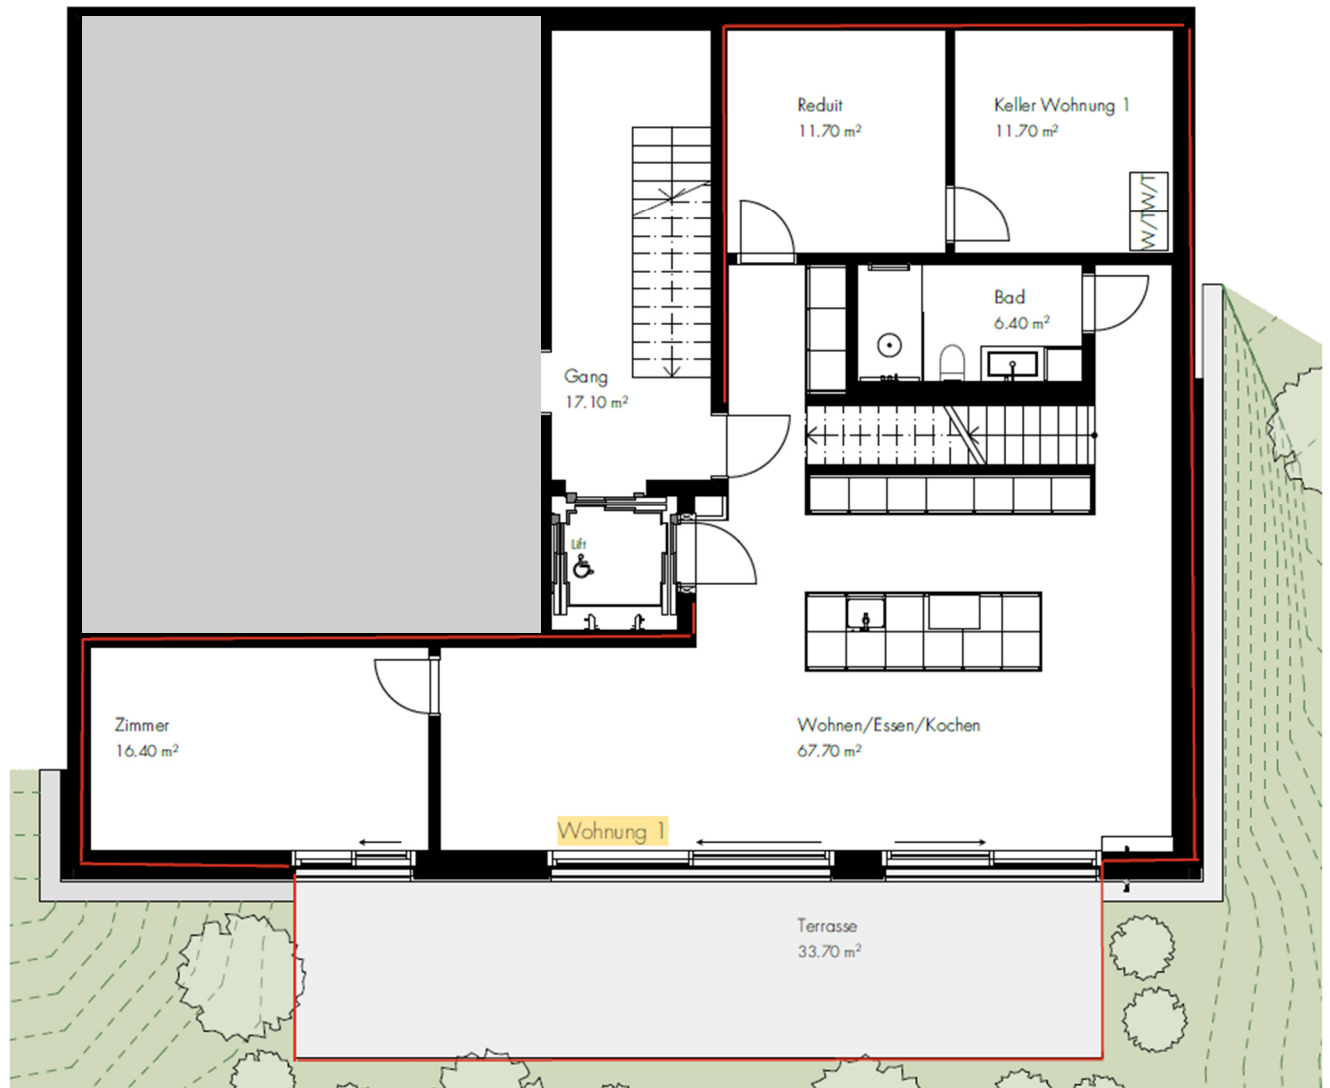 Reduit
11.70 m²
Keller Wohnung 1
11.70 m²
W/T
W/T
Bad
6.40 m²
Gang
17.10 m²
Lift
Zimmer
16.40 m²
Wohnen/Essen/Kochen
67.70 m²
Wohnung 1
Terrasse
33.70 m²